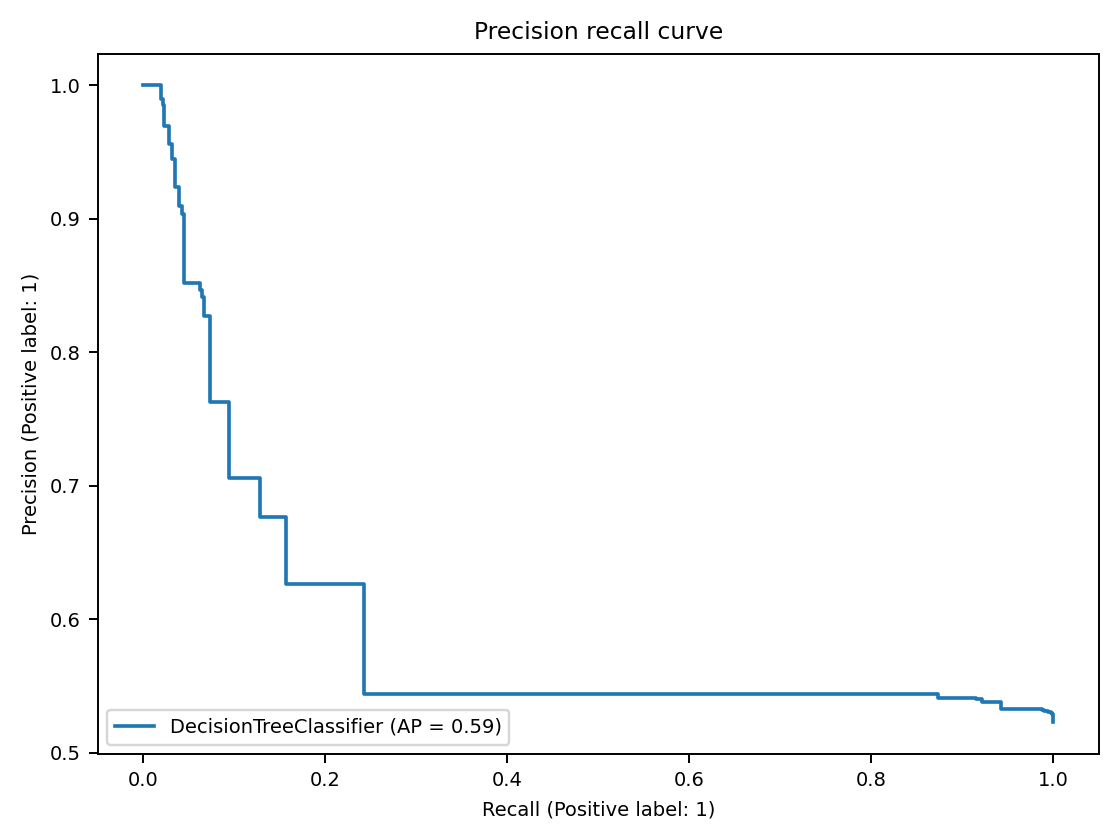 Precision recall curve
1.0
0.9
0.8
0.7
0.6
0.5
Precision (Positive label: 1)
DecisionTreeClassifier (AP = 0.59)
0.0 0.2 0.4 0.6 0.8 1.0
Recall (Positive label: 1)